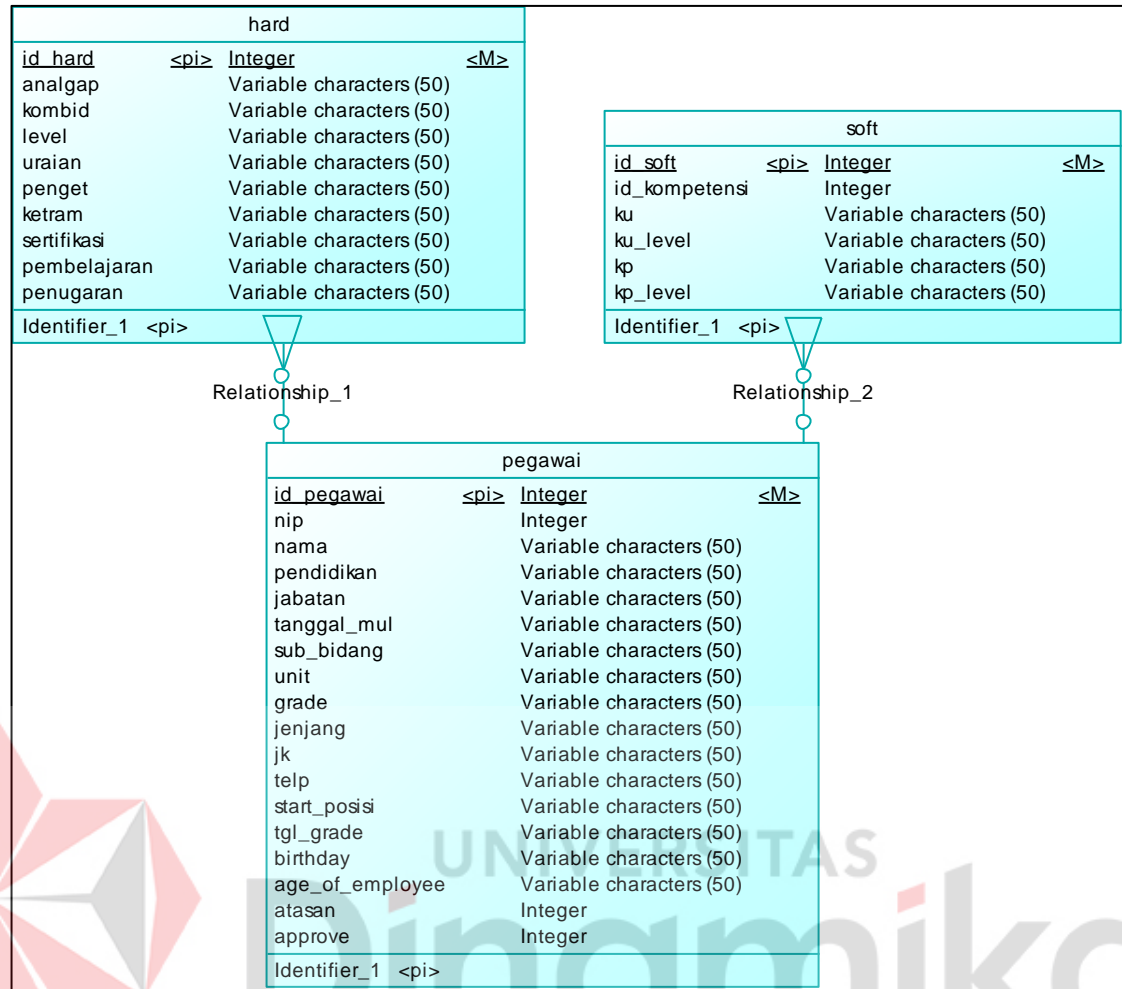 hard
id_hard <pi> Integer <M>
analgap Variable characters (50)
kombid Variable characters (50)
level Variable characters (50)
uraian Variable characters (50)
penget Variable characters (50)
ketram Variable characters (50)
sertifikasi Variable characters (50)
pembelajaran Variable characters (50)
penugaran Variable characters (50)
Identifier_1 <pi>
soft
id_soft <pi> Integer <M>
id_kompetensi Integer
ku Variable characters (50)
ku_level Variable characters (50)
kp Variable characters (50)
kp_level Variable characters (50)
Identifier_1 <pi>
Relationship_1
Relationship_2
pegawai
id_pegawai <pi> Integer <M>
nip Integer
nama Variable characters (50)
pendidikan Variable characters (50)
jabatan Variable characters (50)
tanggal_mul Variable characters (50)
sub_bidang Variable characters (50)
unit Variable characters (50)
grade Variable characters (50)
jenjang Variable characters (50)
jk Variable characters (50)
telp Variable characters (50)
start_posisi Variable characters (50)
tgl_grade Variable characters (50)
birthday Variable characters (50)
age_of_employee Variable characters (50)
atasan Integer
approve Integer
Identifier_1 <pi>
UNIVERSITAS
Dinamika